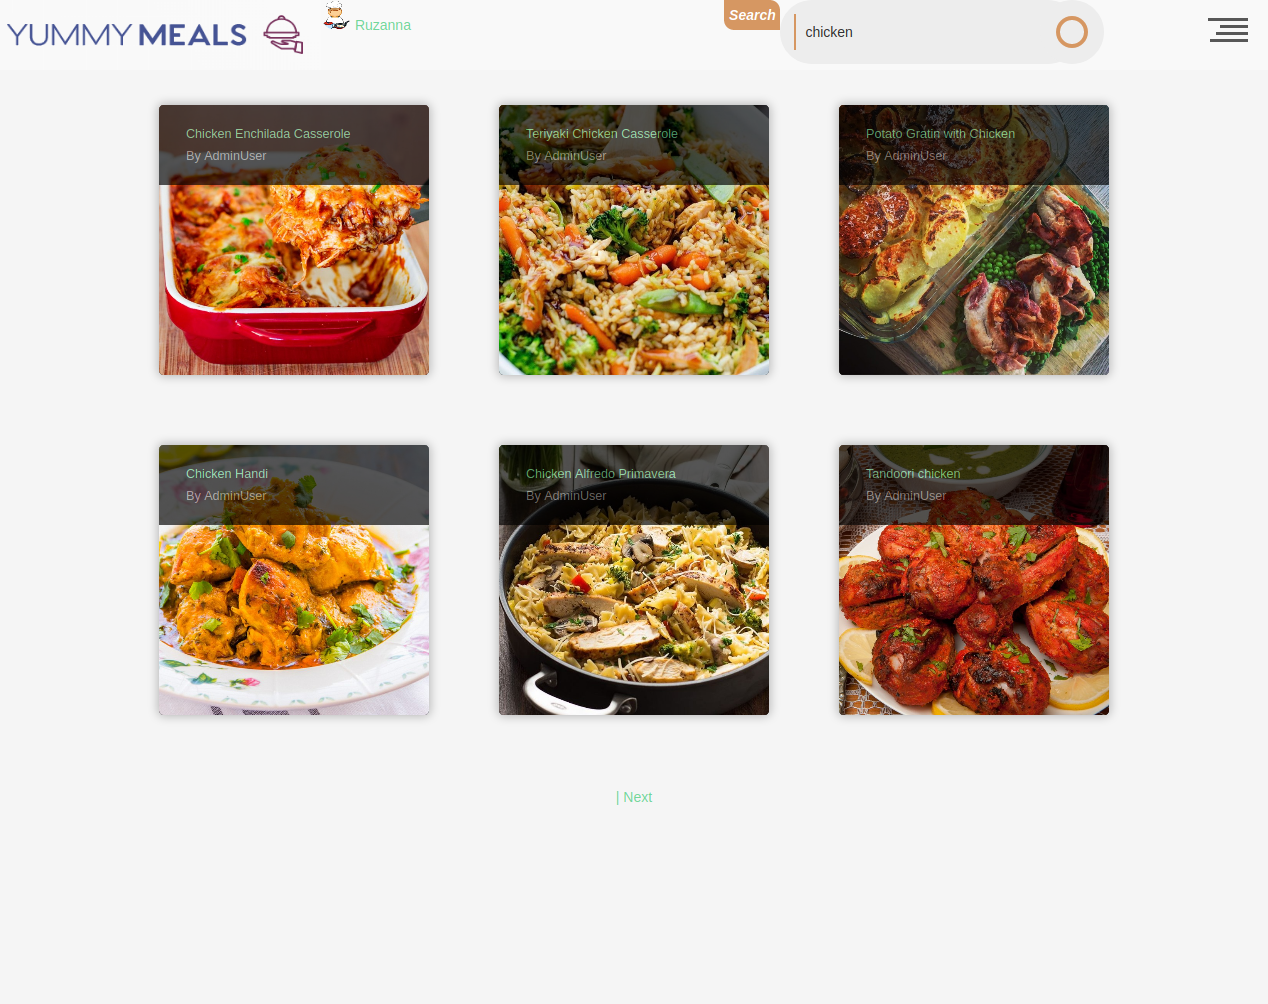 YUMMY MEALS
Ruzanna
Search
chicken
Chicken Enchilada Casserole
By AdminUser
Teriyaki Chicken Casserole
By AdminUser
Potato Gratin with Chicken
By AdminUser
Chicken Handi
By AdminUser
Chicken Alfredo Primavera
By AdminUser
Tandoori chicken
By AdminUser
| Next